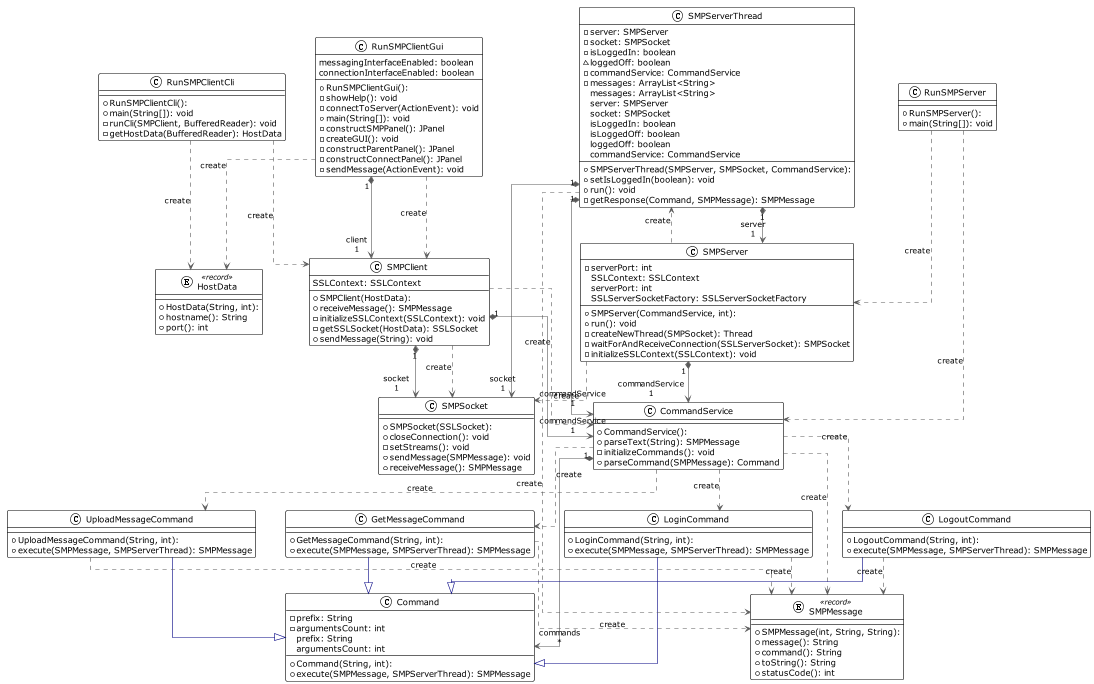 C SMPServerThread
server: SMPServer
socket: SMPSocket
isLoggedIn: boolean
loggedOff: boolean
commandService: CommandService
messages: ArrayList<String>
messages: ArrayList<String>
server: SMPServer
socket: SMPSocket
isLoggedIn: boolean
isLoggedOff: boolean
loggedOff: boolean
commandService: CommandService
SMPServerThread(SMPServer, SMPSocket, CommandService):
setIsLoggedIn(boolean): void
run(): void
getResponse(Command, SMPMessage): SMPMessage
C RunSMPClientGui
messagingInterfaceEnabled: boolean
connectionInterfaceEnabled: boolean
RunSMPClientGui():
showHelp(): void
connectToServer(ActionEvent): void
main(String[]): void
constructSMPPanel(): JPanel
createGUI(): void
constructParentPanel(): JPanel
constructConnectPanel(): JPanel
sendMessage(ActionEvent): void
C RunSMPClientCli
RunSMPClientCli():
main(String[]): void
runCli(SMPClient, BufferedReader): void
getHostData(BufferedReader): HostData
C RunSMPServer
RunSMPServer():
main(String[]): void
create
create
create
create
create
create
create
1
1
1
1
server
1
client
1
R «record»
HostData
HostData(String, int):
hostname(): String
port(): int
C SMPClient
SSLContext: SSLContext
SMPClient(HostData):
receiveMessage(): SMPMessage
initializeSSLContext(SSLContext): void
getSSLSocket(HostData): SSLSocket
sendMessage(String): void
C SMPServer
serverPort: int
SSLContext: SSLContext
serverPort: int
SSLServerSocketFactory: SSLServerSocketFactory
SMPServer(CommandService, int):
run(): void
createNewThread(SMPSocket): Thread
waitForAndReceiveConnection(SSLServerSocket): SMPSocket
initializeSSLContext(SSLContext): void
1
1
1
create
create
create
socket
1
socket
1
commandService
1
commandService
1
commandService
1
create
C SMPSocket
SMPSocket(SSLSocket):
closeConnection(): void
setStreams(): void
sendMessage(SMPMessage): void
receiveMessage(): SMPMessage
C CommandService
CommandService():
parseText(String): SMPMessage
initializeCommands(): void
parseCommand(SMPMessage): Command
1
create
create
create
create
create
create
C UploadMessageCommand
UploadMessageCommand(String, int):
execute(SMPMessage, SMPServerThread): SMPMessage
C GetMessageCommand
GetMessageCommand(String, int):
execute(SMPMessage, SMPServerThread): SMPMessage
C LoginCommand
LoginCommand(String, int):
execute(SMPMessage, SMPServerThread): SMPMessage
C LogoutCommand
LogoutCommand(String, int):
execute(SMPMessage, SMPServerThread): SMPMessage
create
create
create
create
commands
*
C Command
prefix: String
argumentsCount: int
prefix: String
argumentsCount: int
Command(String, int):
execute(SMPMessage, SMPServerThread): SMPMessage
R «record»
SMPMessage
SMPMessage(int, String, String):
message(): String
command(): String
toString(): String
statusCode(): int